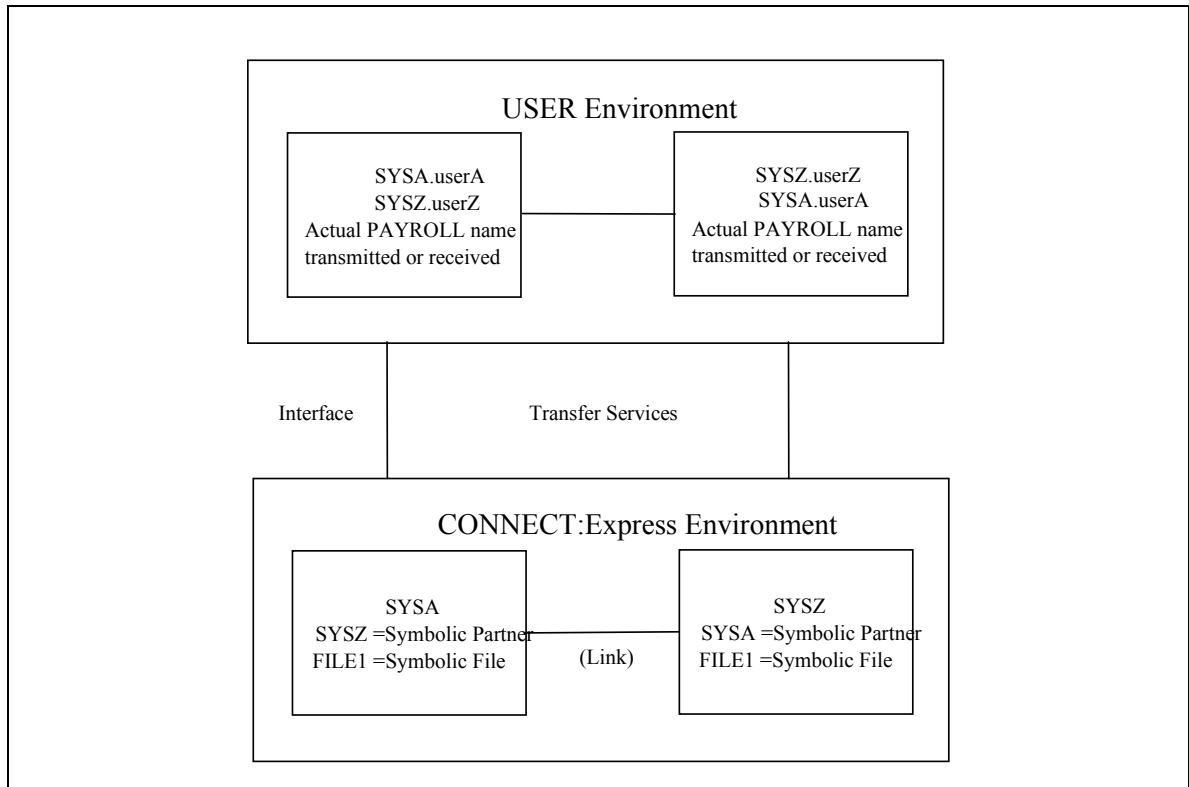 USER Environment
SYSA.userA
SYSZ.userZ
Actual PAYROLL name
transmitted or received
SYSZ.userZ
SYSA.userA
Actual PAYROLL name
transmitted or received
Interface
Transfer Services
CONNECT:Express Environment
SYSA
SYSZ =Symbolic Partner
FILE1 =Symbolic File
(Link)
SYSZ
SYSA =Symbolic Partner
FILE1 =Symbolic File